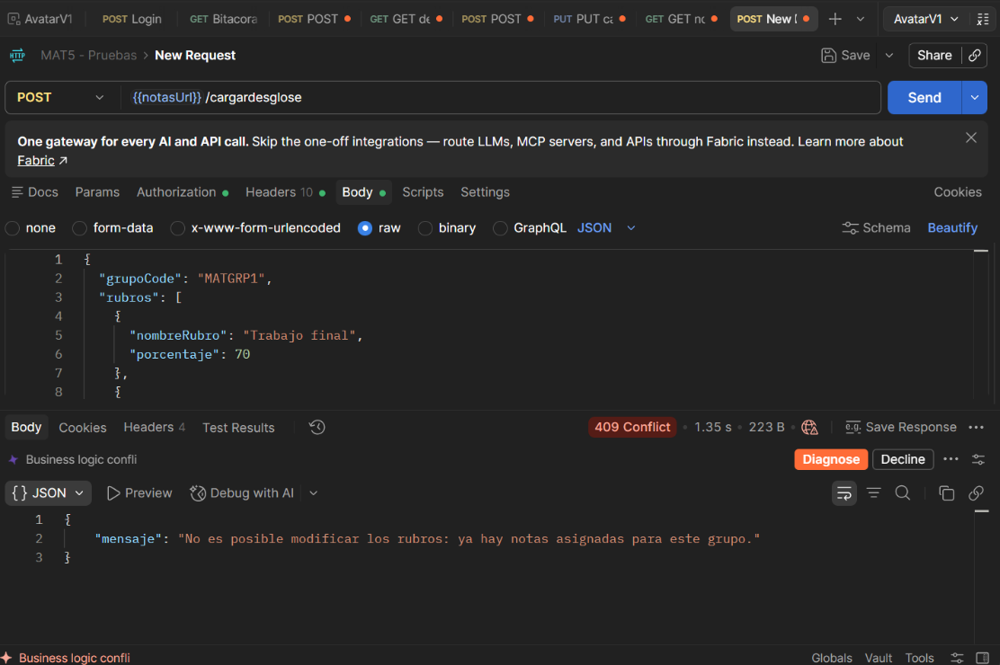 AvatarV1 POST Login GET Bitacora POST POST GET GET de POST POST PUT PUT ca GET GET no POST New AvatarV1
HTTP MAT5 - Pruebas > New Request Save Share
POST {{notasUrl}} /cargardesglose Send
One gateway for every AI and API call. Skip the one-off integrations — route LLMs, MCP servers, and APIs through Fabric instead. Learn more about
Fabric ↗
Docs Params Authorization Headers 10 Body Scripts Settings Cookies
none form-data x-www-form-urlencoded raw binary GraphQL JSON Schema Beautify
1 {
2 "grupoCode": "MATGRP1",
3 "rubros": [
4 {
5 "nombreRubro": "Trabajo final",
6 "porcentaje": 70
7 },
8 {
Body Cookies Headers 4 Test Results 409 Conflict • 1.35 s • 223 B e.g. Save Response
Business logic confli Diagnose Decline
{} JSON Preview Debug with AI
1 {
2 "mensaje": "No es posible modificar los rubros: ya hay notas asignadas para este grupo."
3 }
Business logic confli Globals Vault Tools